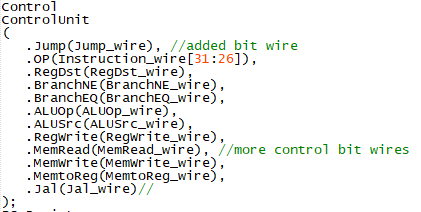 Control
ControlUnit
(
.Jump(Jump_wire), //added bit wire
.OP(Instruction_wire[31:26]),
.RegDst(RegDst_wire),
.BranchNE(BranchNE_wire),
.BranchEQ(BranchEQ_wire),
.ALUOp(ALUOp_wire),
.ALUSrc(ALUSrc_wire),
.RegWrite(RegWrite_wire),
.MemRead(MemRead_wire), //more control bit wires
.MemWrite(MemWrite_wire),
.MemtoReg(MemtoReg_wire),
.Jal(Jal_wire)//
);